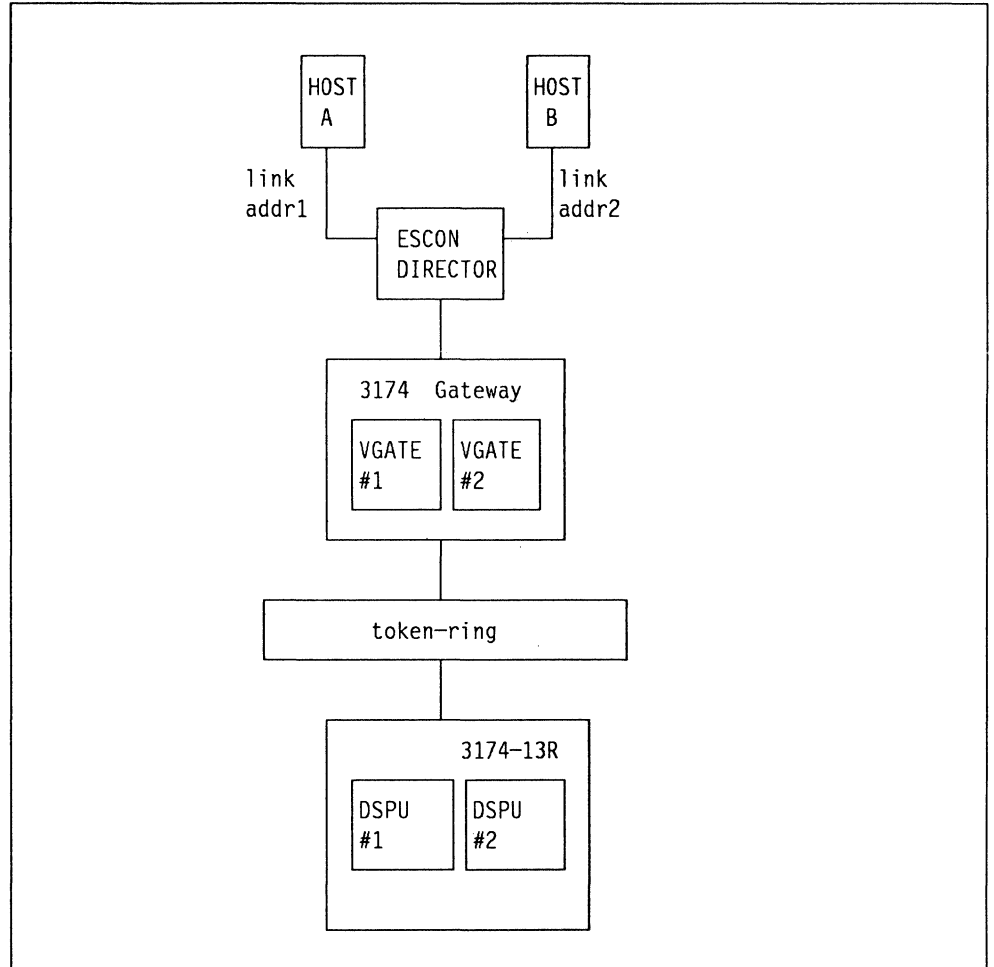 HOST
A
HOST
B
link
addr1
link
addr2
ESCON
DIRECTOR
3174 Gateway
VGATE
#1
VGATE
#2
token-ring
3174-13R
DSPU
#1
DSPU
#2